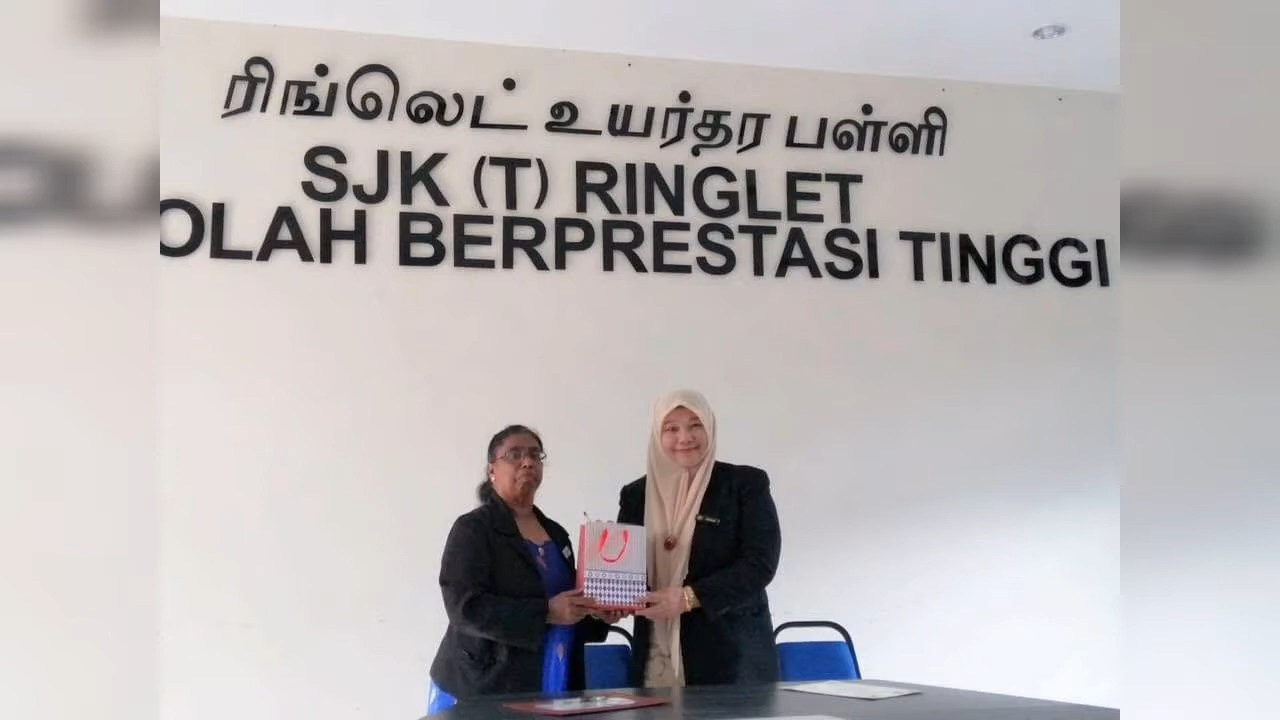 ரிங்லெட் உயர்தர பள்ளி
SJK (T) RINGLET
OLAH BERPRESTASI TINGGI